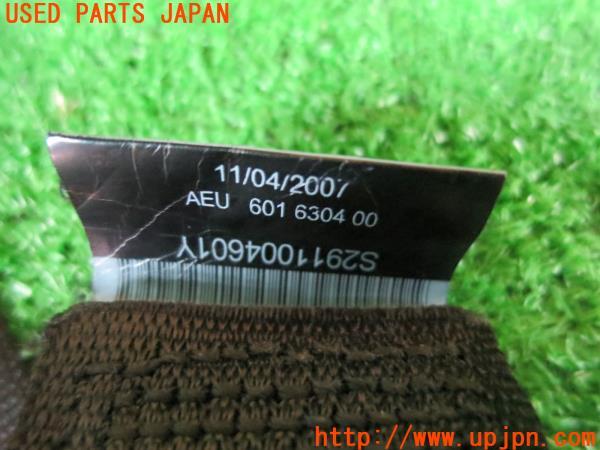 USED PARTS JAPAN
11/04/2007
AEU 601 6304 00
S2911004601Y
http://www.upjpn.com